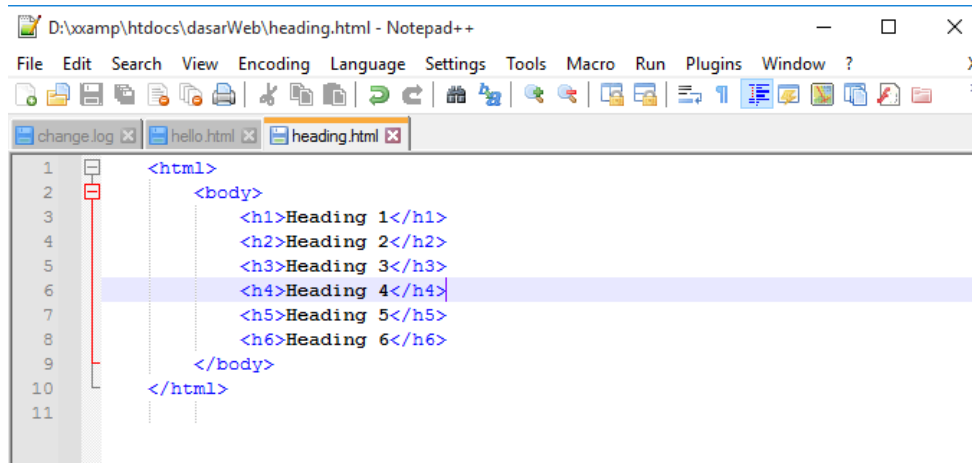 D:\xxamp\htdocs\dasarWeb\heading.html - Notepad++
File Edit Search View Encoding Language Settings Tools Macro Run Plugins Window ? X
change.log hello.html heading.html
1 <html>
2 <body>
3 <h1>Heading 1</h1>
4 <h2>Heading 2</h2>
5 <h3>Heading 3</h3>
6 <h4>Heading 4</h4>
7 <h5>Heading 5</h5>
8 <h6>Heading 6</h6>
9 </body>
10 </html>
11